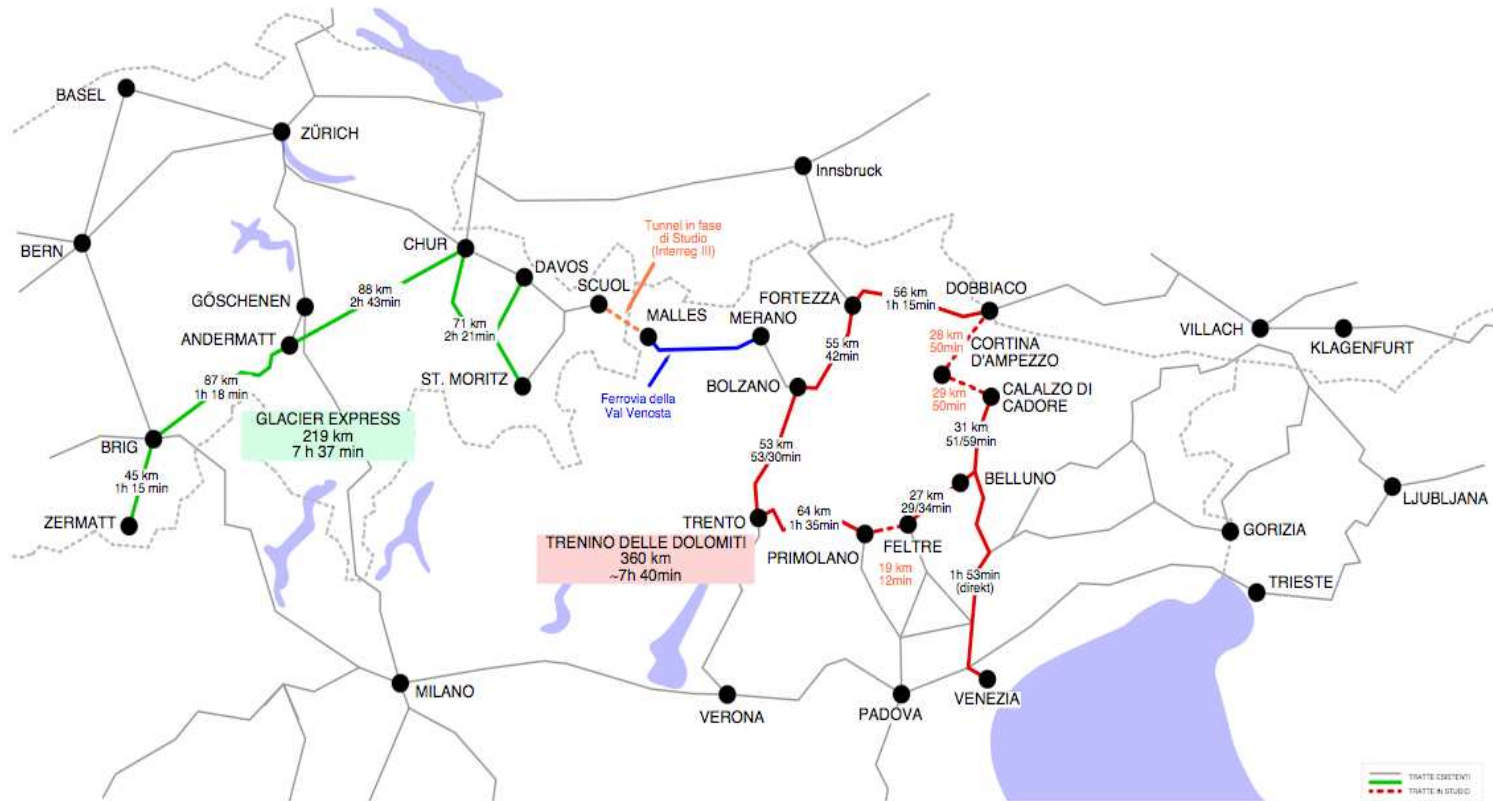 BASEL
ZÜRICH
Innsbruck
BERN
CHUR
Tunnel in fase
di Studio
(Interreg III)
DAVOS
SCUOL
88 km
2h 43min
GÖSCHENEN
ANDERMATT
71 km
2h 21min
ST. MORITZ
MALLES
MERANO
FORTEZZA
56 km
1h 15min
DOBBIACO
VILLACH
KLAGENFURT
28 km
50min
CORTINA
D'AMPEZZO
55 km
42min
BOLZANO
29 km
50min
CALALZO DI
CADORE
Ferrovia della
Val Venosta
87 km
1h 18 min
GLACIER EXPRESS
219 km
7 h 37 min
BRIG
45 km
1h 15 min
ZERMATT
53 km
53/30min
31 km
51/59min
BELLUNO
27 km
29/34min
LJUBLJANA
TRENTO
64 km
1h 35min
PRIMOLANO
FELTRE
19 km
12min
GORIZIA
TRENINO DELLE DOLOMITI
360 km
~7h 40min
1h 53min
(direkt)
TRIESTE
MILANO
VERONA
PADOVA
VENEZIA
TRATTE ESISTENTI
TRATTE IN STUDIO